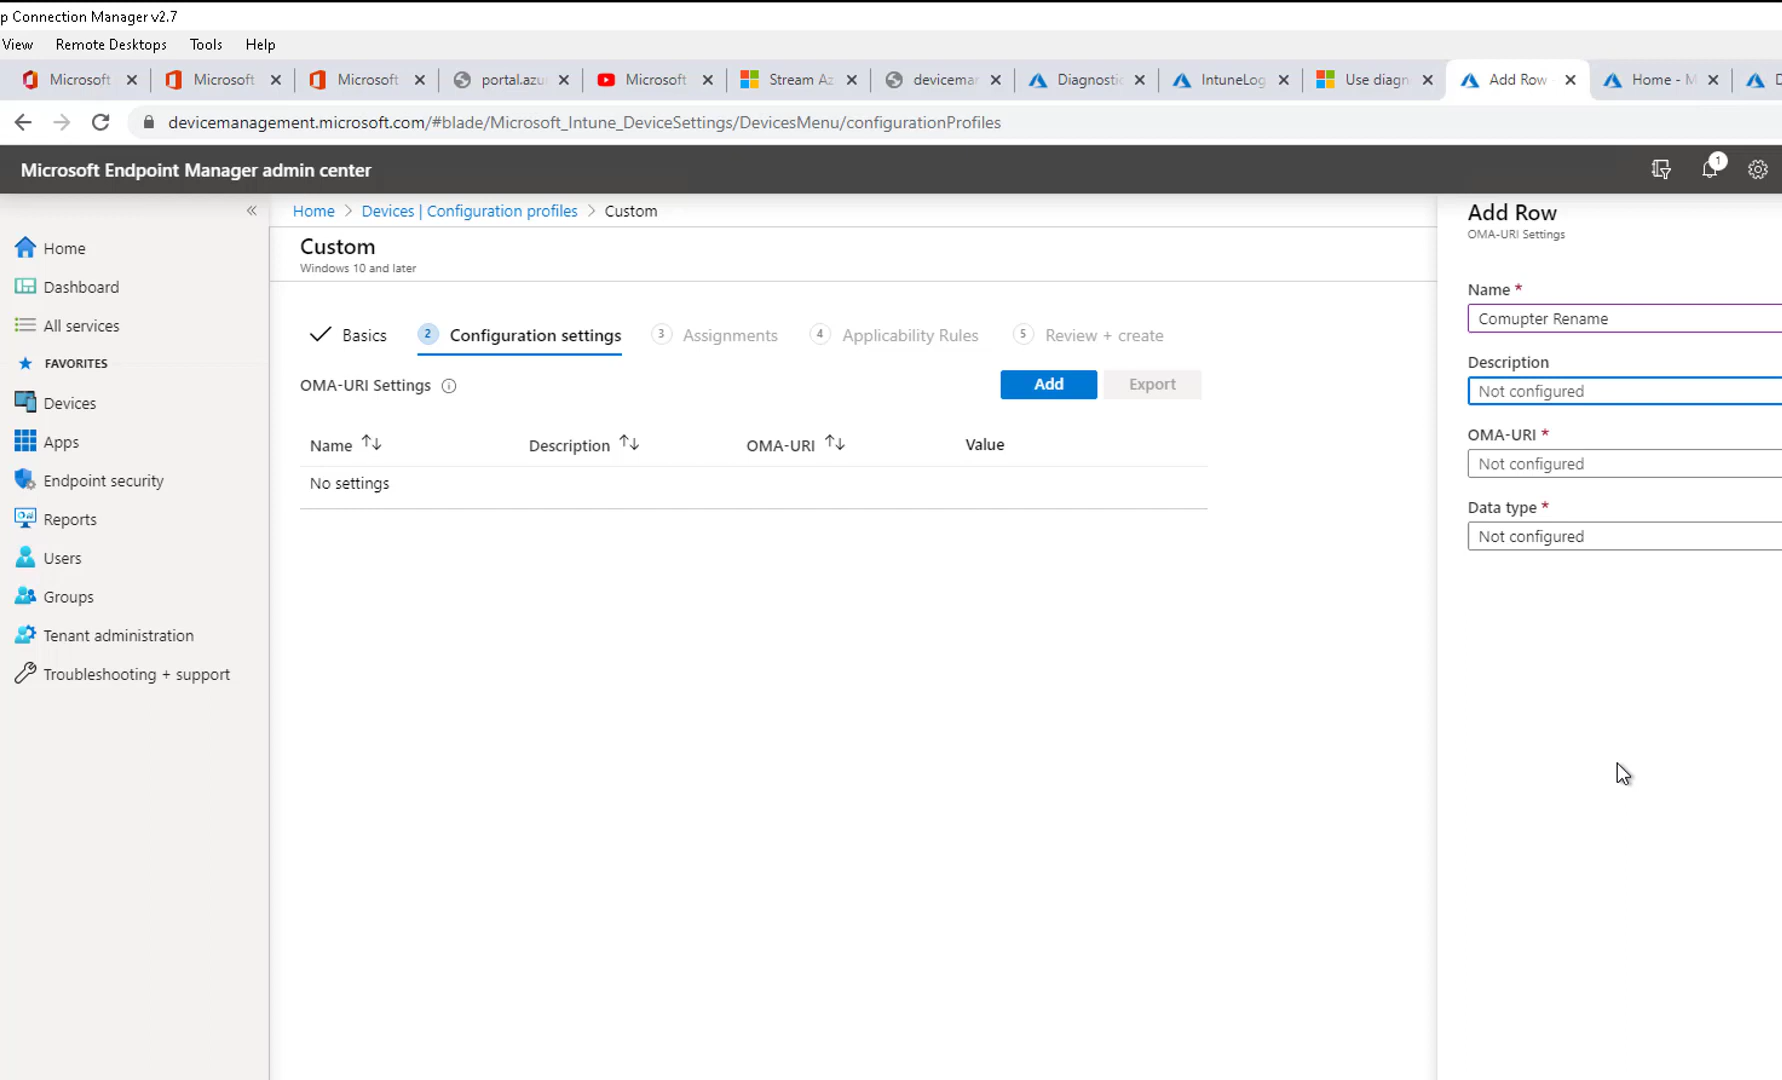 p Connection Manager v2.7
View Remote Desktops Tools Help
Microsoft Microsoft Microsoft portal.azu Microsoft Stream Az devicemar Diagnostic IntuneLog Use diagn Add Row Home - M D
devicemanagement.microsoft.com/#blade/Microsoft_Intune_DeviceSettings/DevicesMenu/configurationProfiles
Microsoft Endpoint Manager admin center
1
«
Home
Dashboard
All services
FAVORITES
Devices
Apps
Endpoint security
Reports
Users
Groups
Tenant administration
Troubleshooting + support
Home > Devices | Configuration profiles > Custom
Custom
Windows 10 and later
Basics 2 Configuration settings 3 Assignments 4 Applicability Rules 5 Review + create
OMA-URI Settings
Add Export
Name ↑↓ Description ↑↓ OMA-URI ↑↓ Value
No settings
Add Row
OMA-URI Settings
Name *
Comupter Rename
Description
Not configured
OMA-URI *
Not configured
Data type *
Not configured